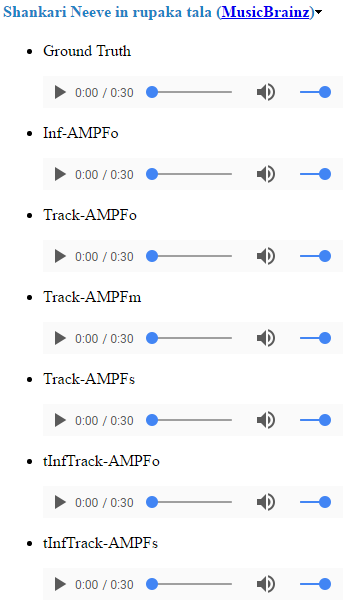 Shankari Neeve in rupaka tala (MusicBrainz)
Ground Truth
0:00 / 0:30
Inf-AMPFo
0:00 / 0:30
Track-AMPFo
0:00 / 0:30
Track-AMPFm
0:00 / 0:30
Track-AMPFs
0:00 / 0:30
tInfTrack-AMPFo
0:00 / 0:30
tInfTrack-AMPFs
0:00 / 0:30